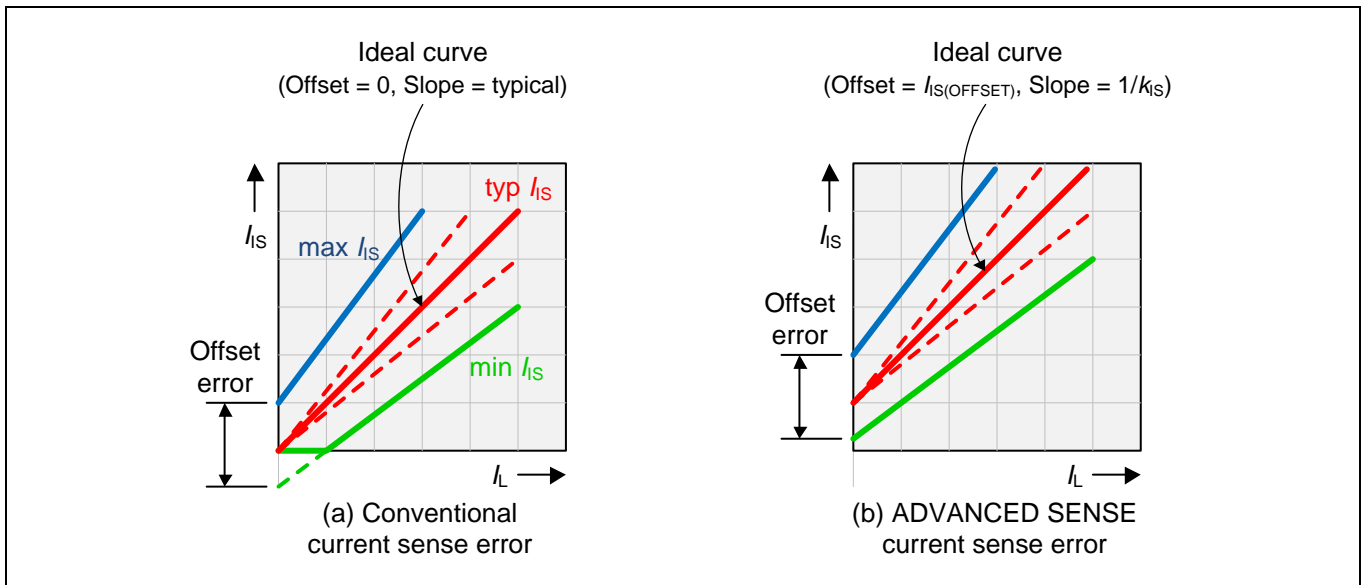 Ideal curve
(Offset = 0, Slope = typical)
typ IIS
IIS
max IIS
Offset
error
min IIS
IL
(a) Conventional
current sense error
Ideal curve
(Offset = IIS(OFFSET), Slope = 1/kIS)
IIS
Offset
error
IL
(b) ADVANCED SENSE
current sense error